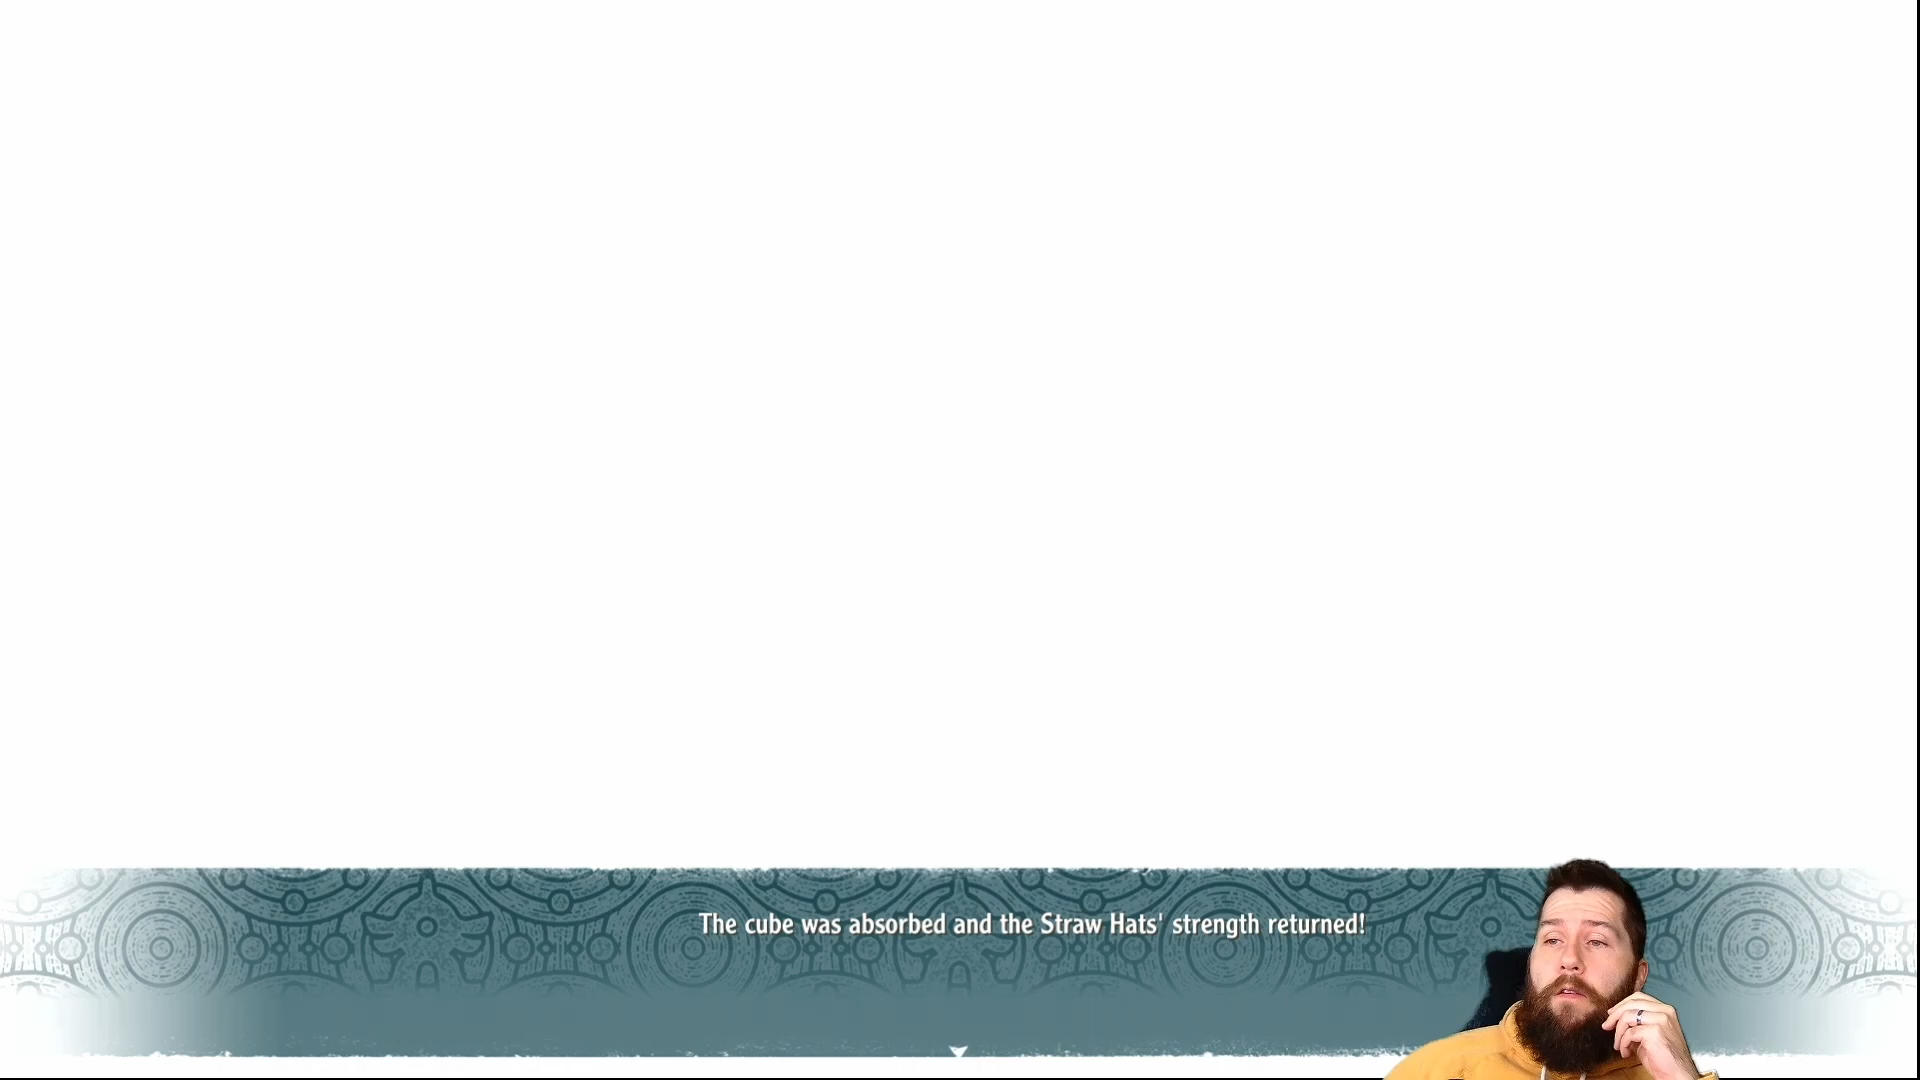 The cube was absorbed and the Straw Hats' strength returned!